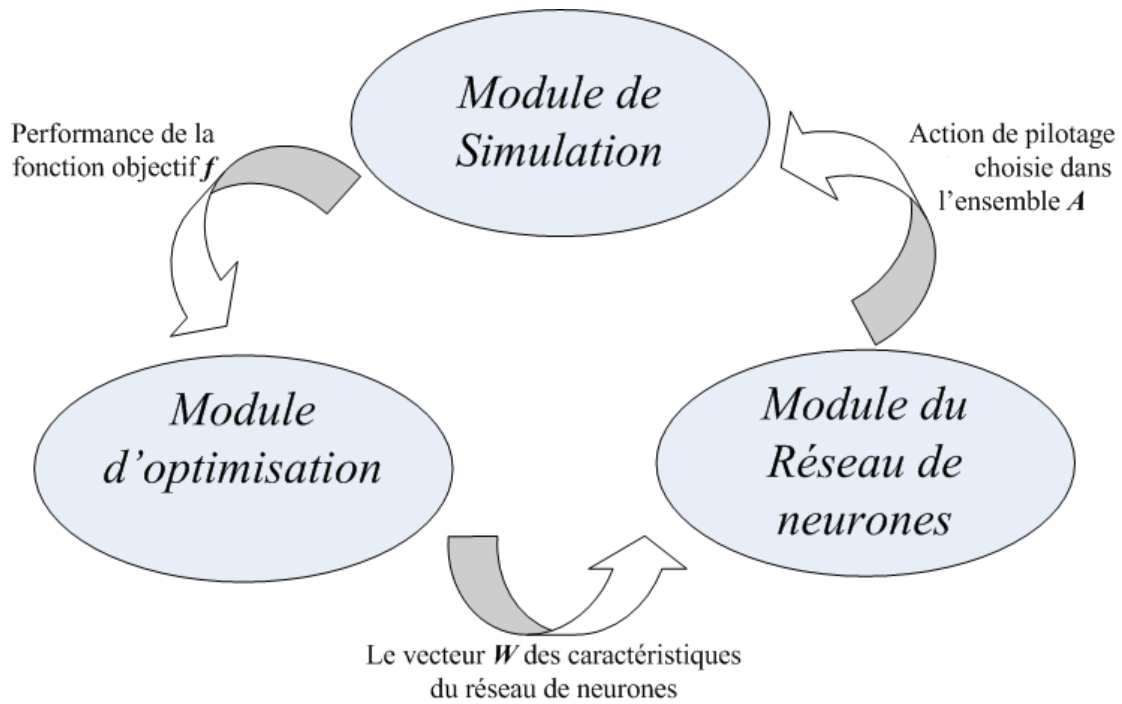 Module de
Simulation
Performance de la
fonction objectif f
Action de pilotage
choisie dans
l’ensemble A
Module
d’optimisation
Module du
Réseau de
neurones
Le vecteur W des caractéristiques
du réseau de neurones